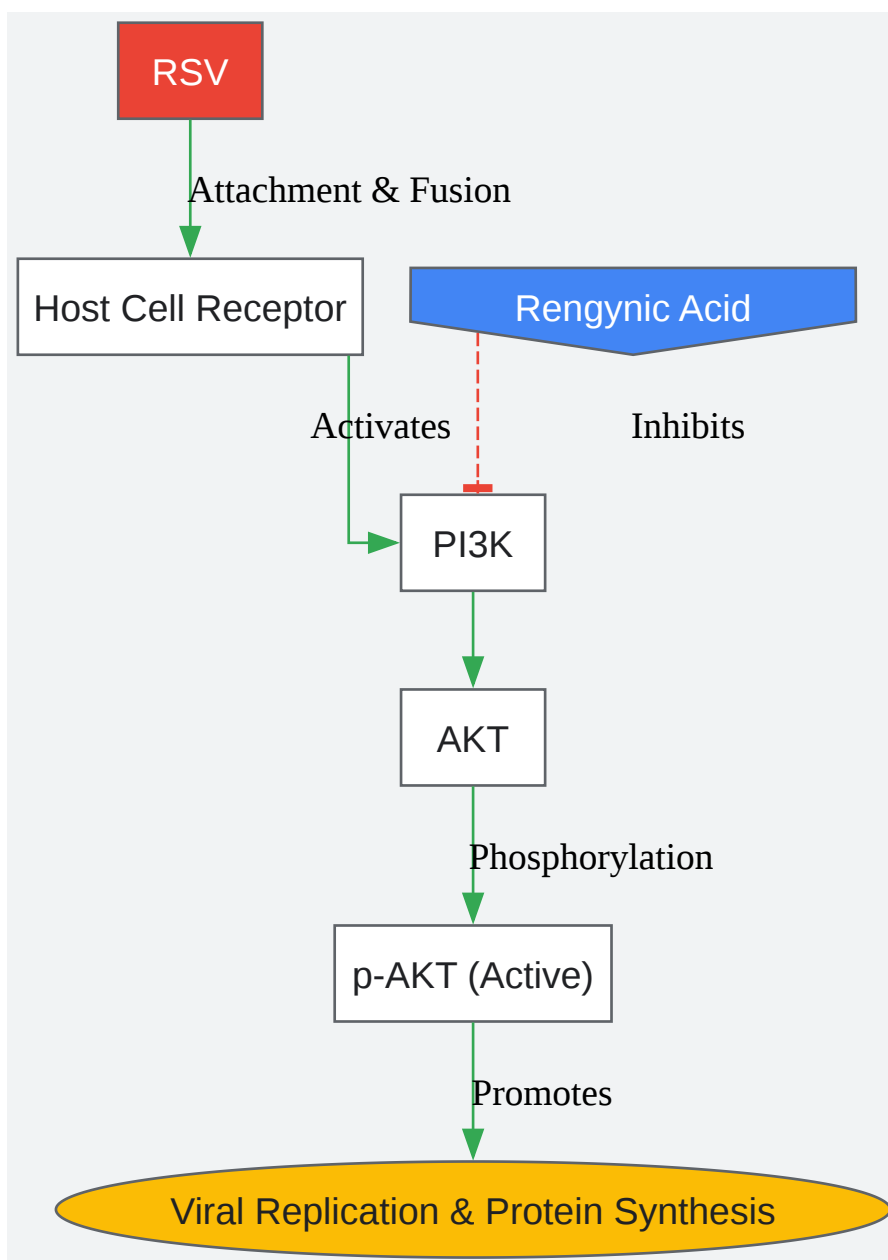 RSV
Attachment & Fusion
Host Cell Receptor
Rengynic Acid
Activates
Inhibits
PI3K
AKT
Phosphorylation
p-AKT (Active)
Promotes
Viral Replication & Protein Synthesis